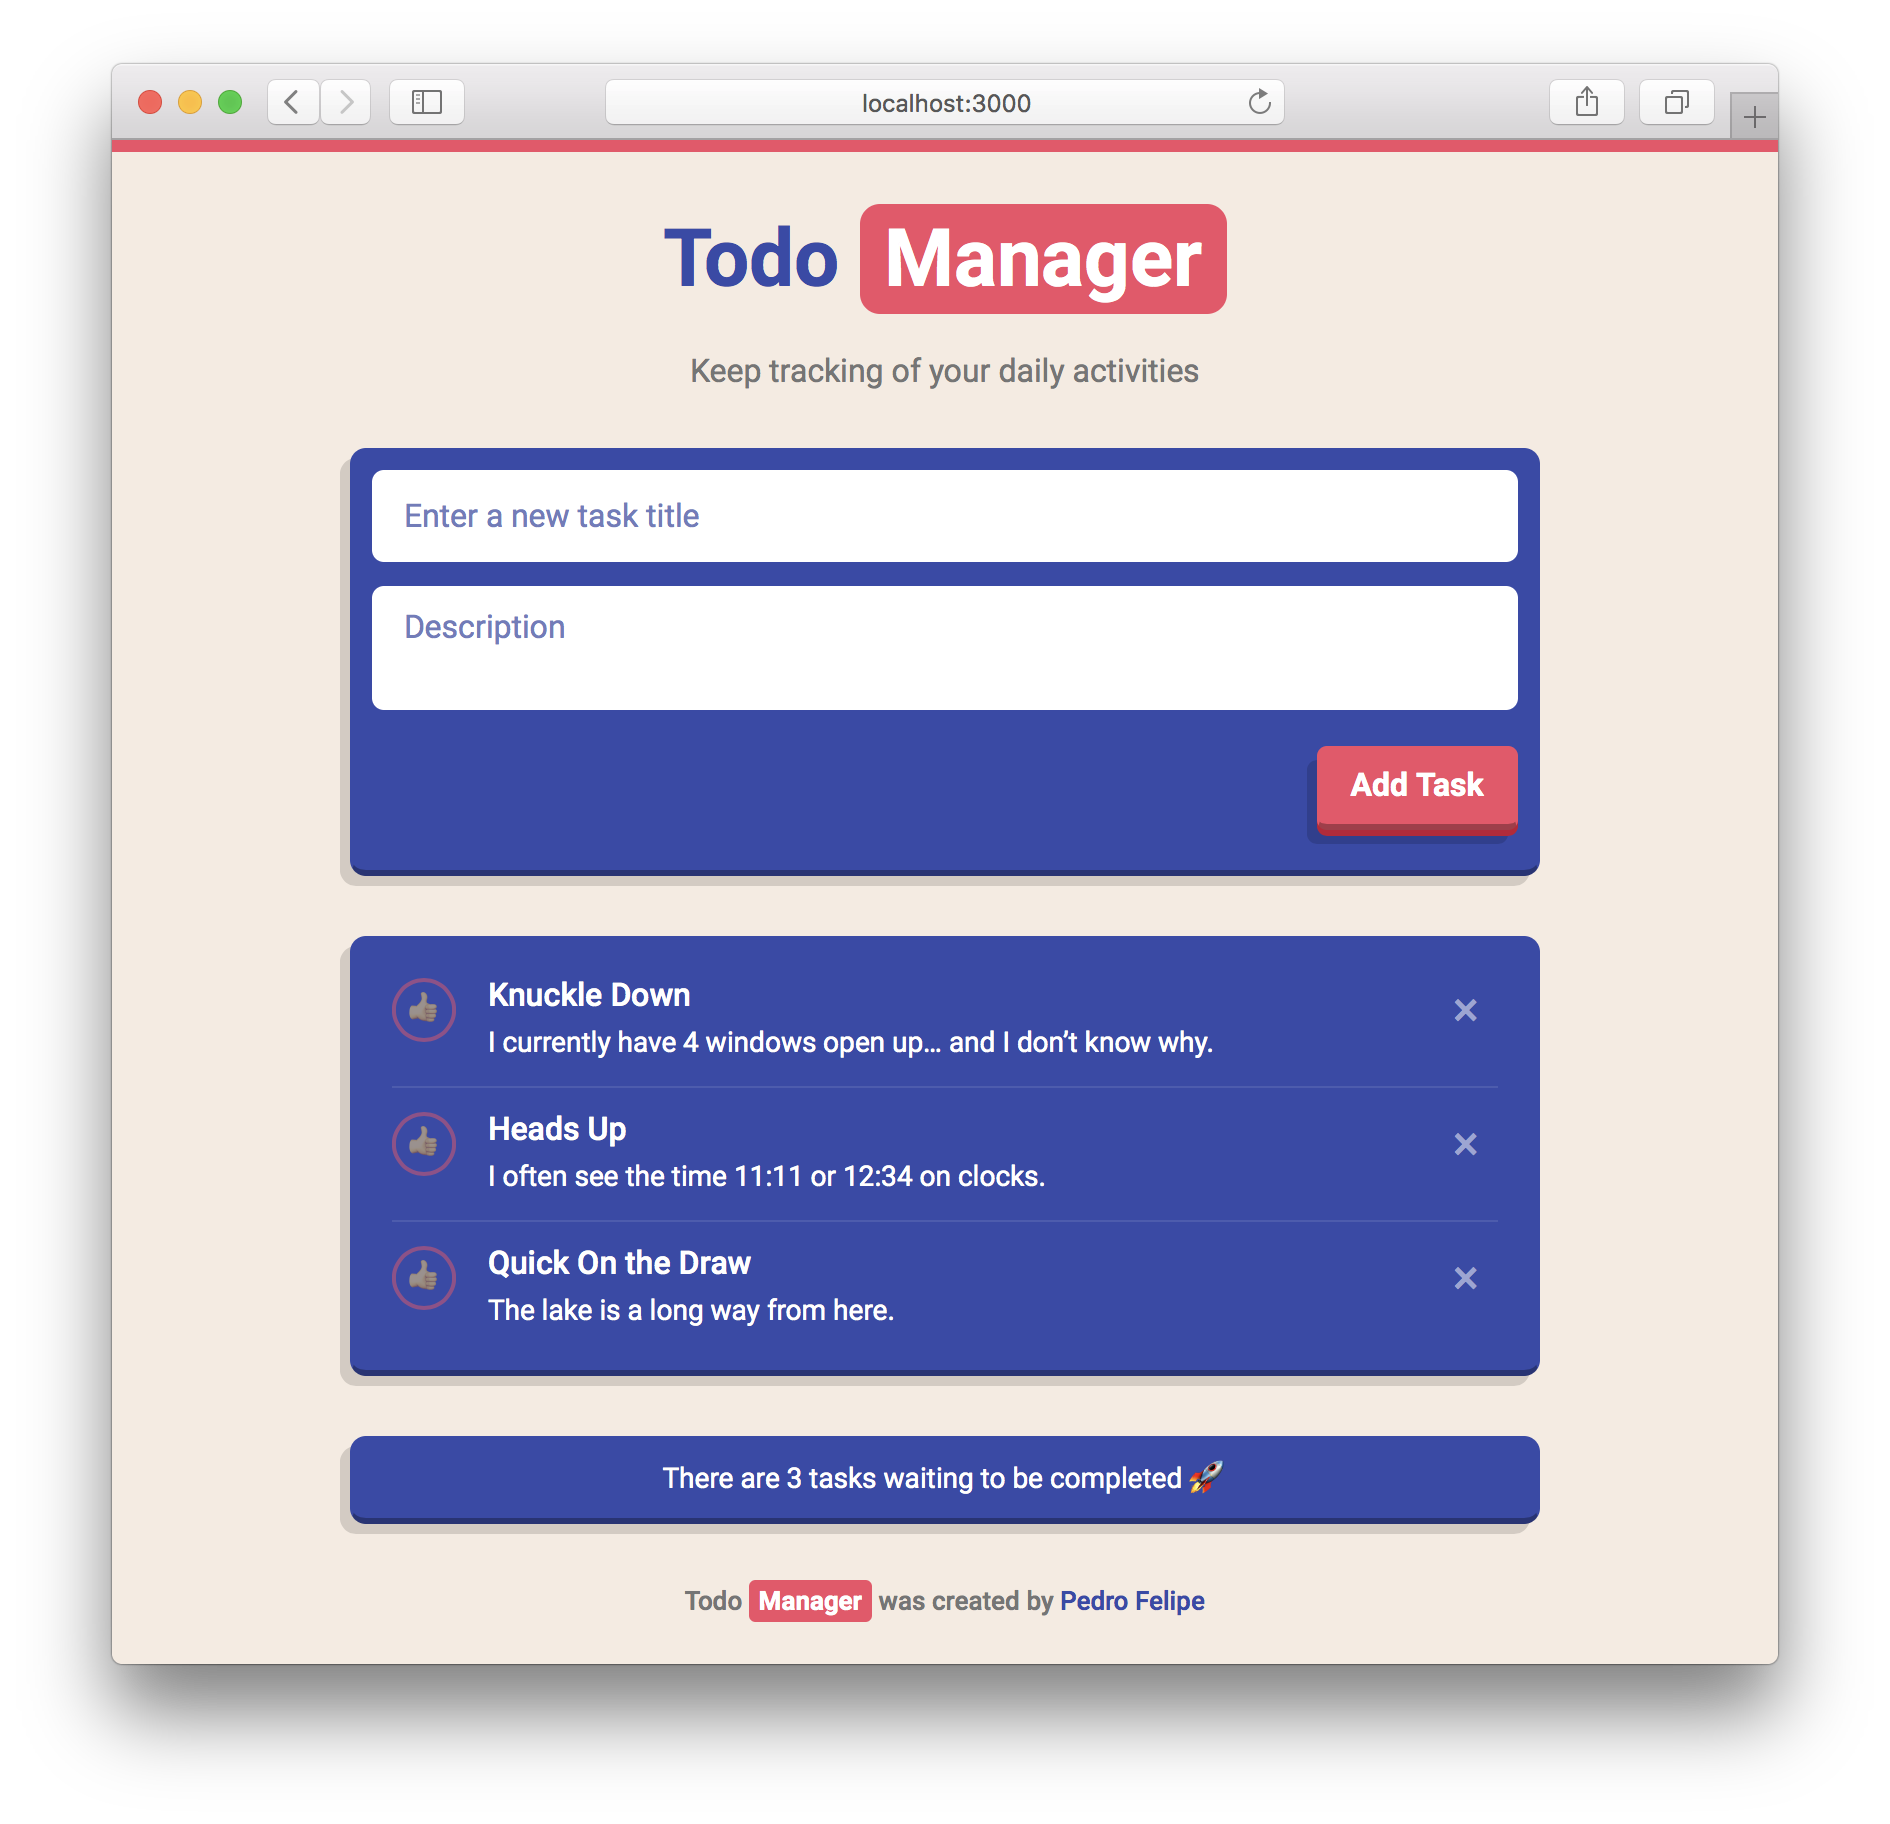 localhost:3000
Todo Manager
Keep tracking of your daily activities
Enter a new task title
Description
Add Task
Knuckle Down
I currently have 4 windows open up… and I don’t know why.
Heads Up
I often see the time 11:11 or 12:34 on clocks.
Quick On the Draw
The lake is a long way from here.
There are 3 tasks waiting to be completed 🚀
Todo Manager was created by Pedro Felipe